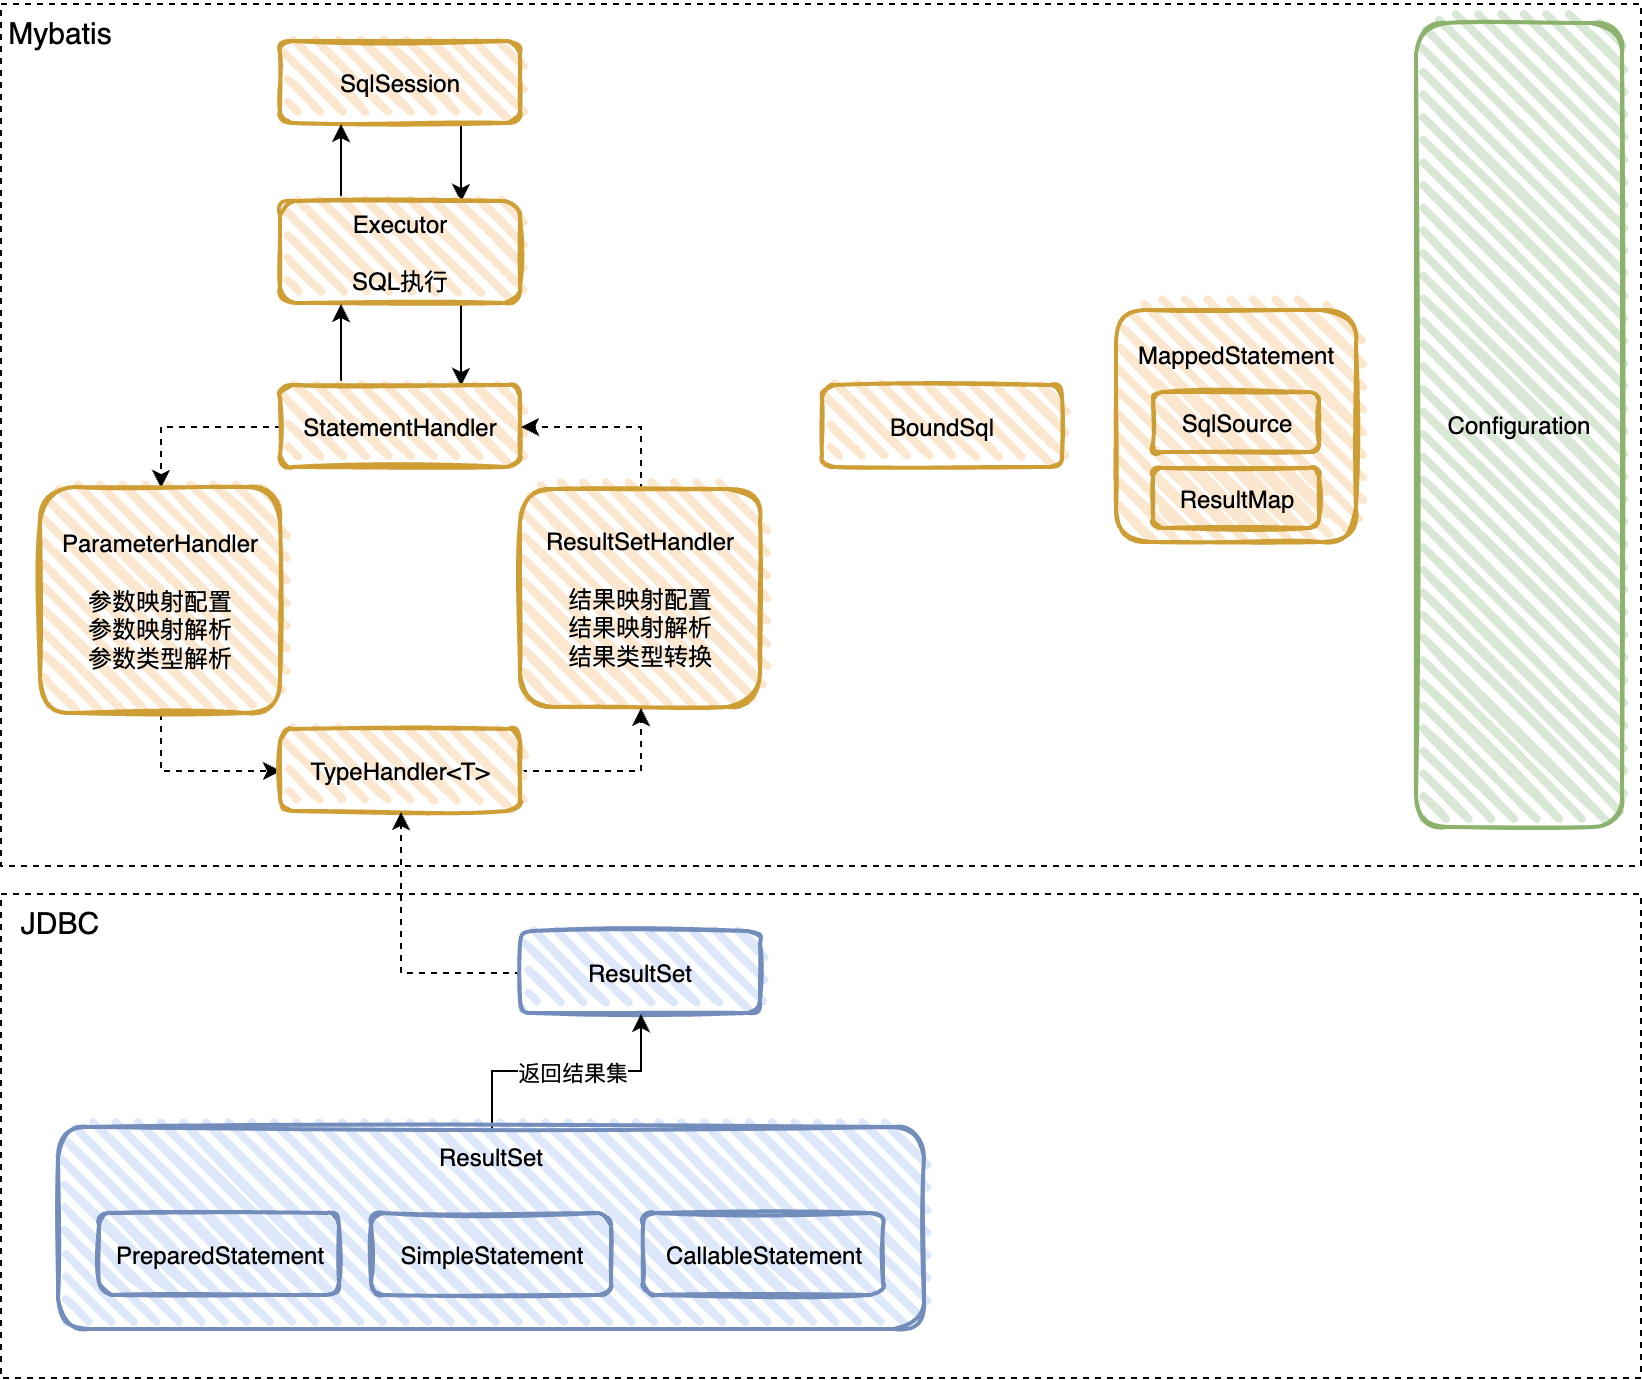 Mybatis
SqlSession
Executor
SQL执行
StatementHandler
ParameterHandler
参数映射配置
参数映射解析
参数类型解析
ResultSetHandler
结果映射配置
结果映射解析
结果类型转换
TypeHandler<T>
BoundSql
MappedStatement
SqlSource
ResultMap
Configuration
JDBC
ResultSet
返回结果集
ResultSet
PreparedStatement
SimpleStatement
CallableStatement